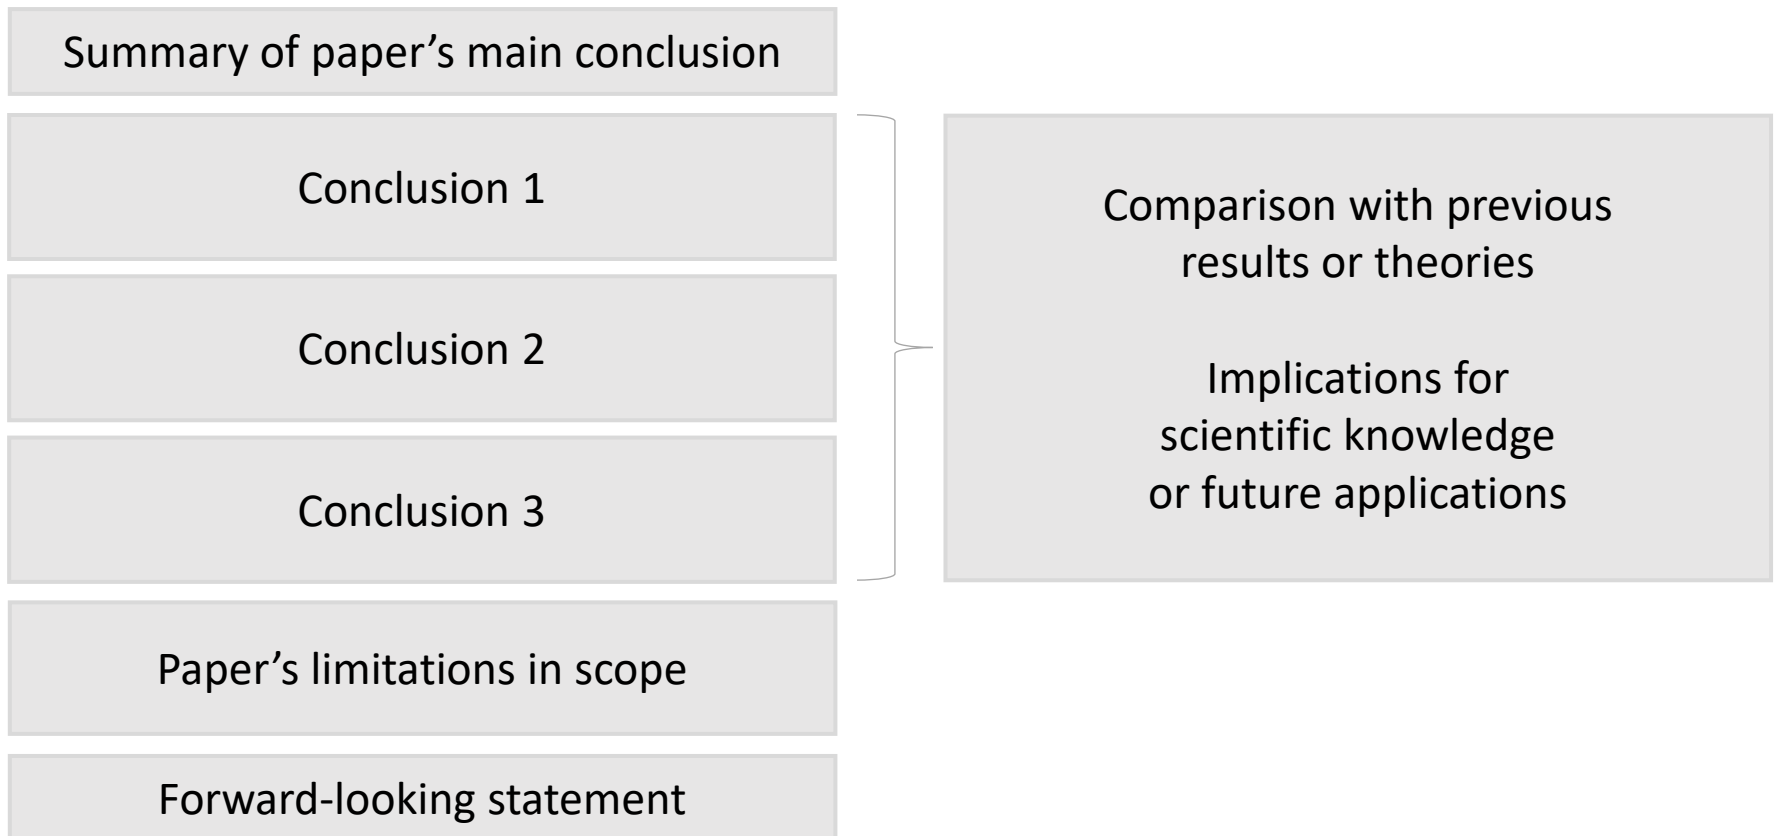 Summary of paper’s main conclusion
Conclusion 1
Conclusion 2
Conclusion 3
Comparison with previous
results or theories
Implications for
scientific knowledge
or future applications
Paper’s limitations in scope
Forward-looking statement